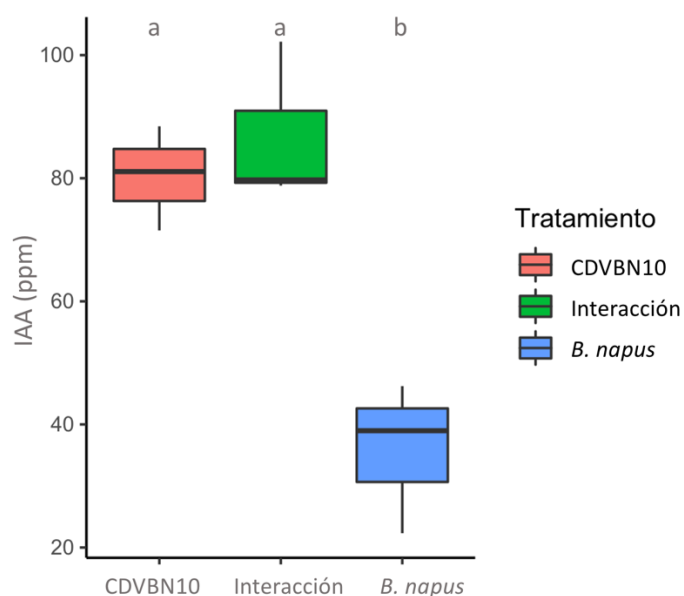 a a b
100
80
60
40
20
IAA (ppm)
CDVBN10 Interacción B. napus
Tratamiento
CDVBN10
Interacción
B. napus